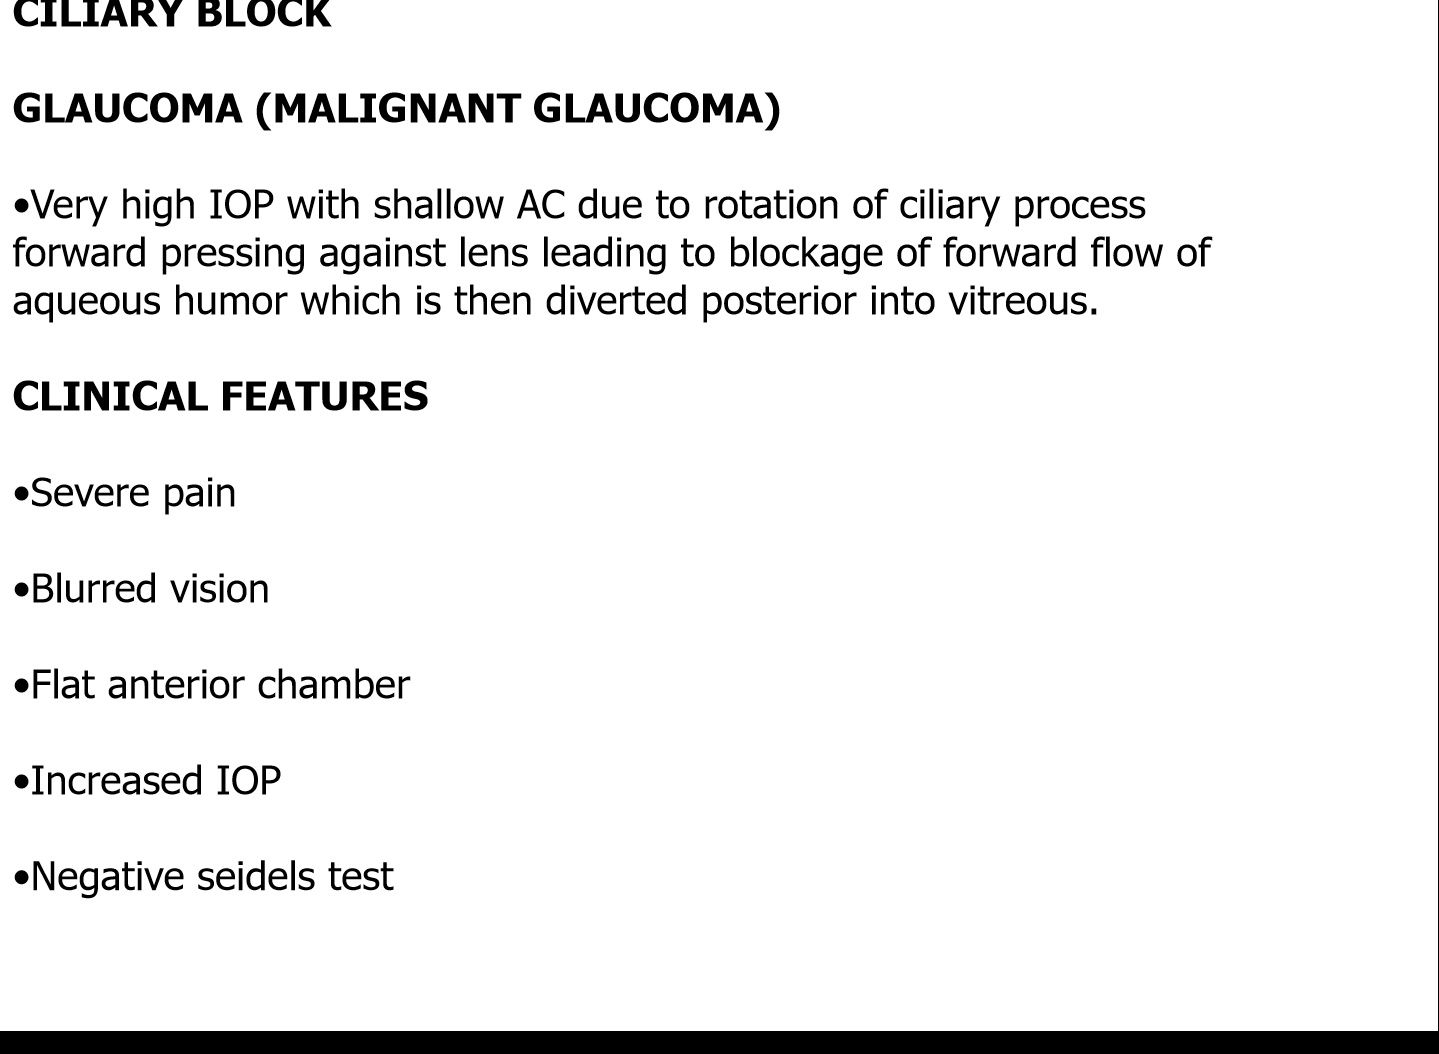 CILIARY BLOCK
GLAUCOMA (MALIGNANT GLAUCOMA)
•Very high IOP with shallow AC due to rotation of ciliary process
forward pressing against lens leading to blockage of forward flow of
aqueous humor which is then diverted posterior into vitreous.
CLINICAL FEATURES
•Severe pain
•Blurred vision
•Flat anterior chamber
•Increased IOP
•Negative seidels test